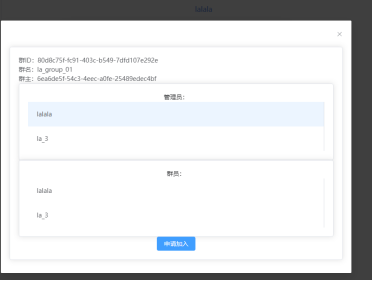 lalala
×
群ID: 80d8c75f-fc91-403c-b549-7dfd107e292e
群名: la_group_01
群主: 6ea6de5f-54c3-4eec-a0fe-25489edec4bf
管理员:
lalala
la_3
群员:
lalala
la_3
申请加入